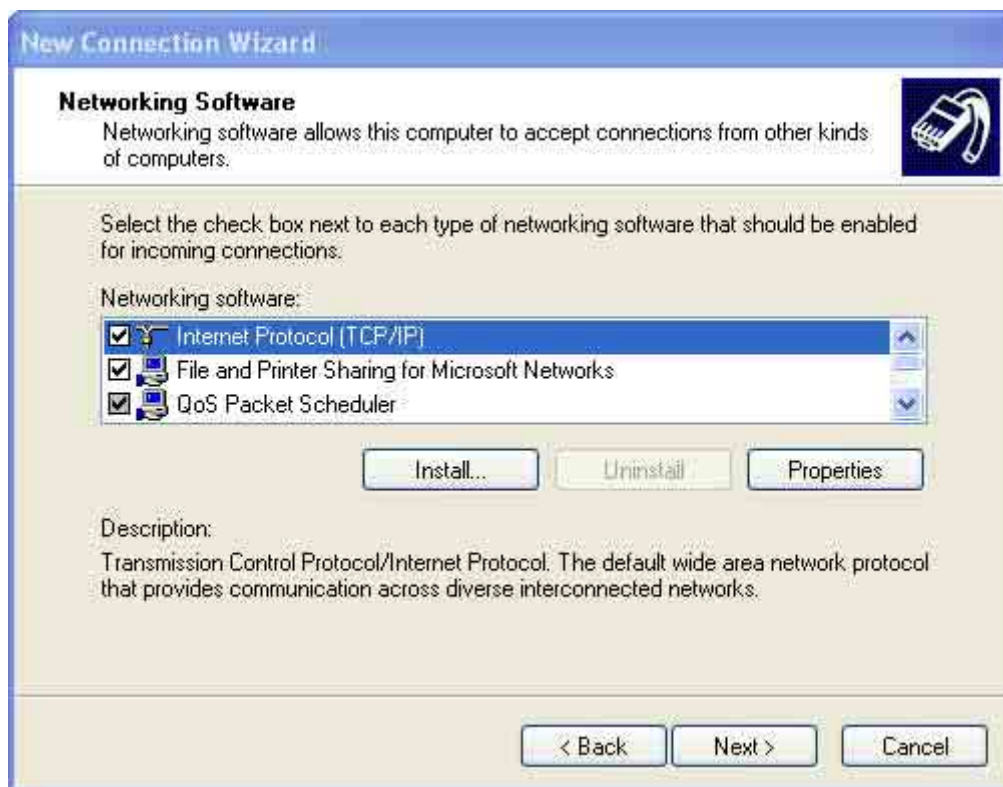 New Connection Wizard
Networking Software
Networking software allows this computer to accept connections from other kinds
of computers.
Select the check box next to each type of networking software that should be enabled
for incoming connections.
Networking software:
Internet Protocol (TCP/IP)
File and Printer Sharing for Microsoft Networks
QoS Packet Scheduler
Install... Uninstall Properties
Description:
Transmission Control Protocol/Internet Protocol. The default wide area network protocol
that provides communication across diverse interconnected networks.
< Back Next > Cancel